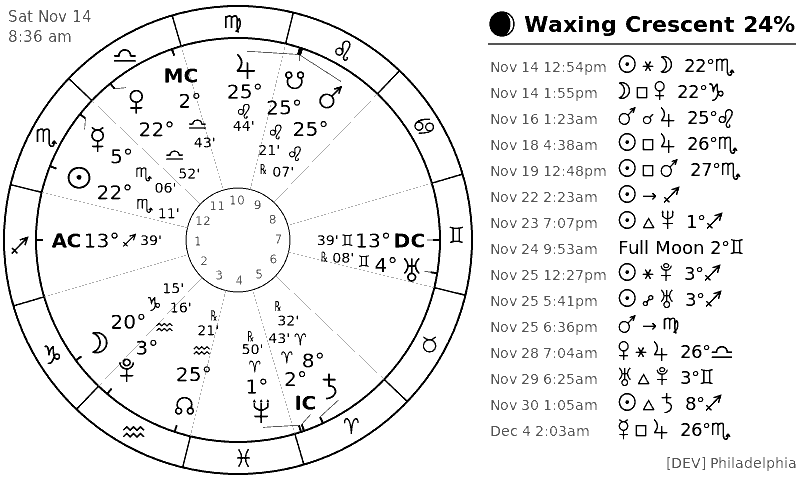 Sat Nov 14
8:36 am
♍
♎
♌
♏
♋
♐
♊
♑
♉
♒
♈
♓
MC 2° ♎ 43'
♃ 25° ♌ 44'
☋ 25° ♌ 21' ℞
♂ 25° ♌ 07'
♀ 22° ♎ 52'
☿ 5° ♏ 06'
☉ 22° ♏ 11'
AC 13° ♐ 39'
39' ♊ 13° DC
℞ 08' ♊ 4° ♅
☽ 20° ♑ 15'
♇ 3° ♒ 16'
☊ 25° ♒ 21' ℞
♆ 1° ♈ 50' ℞
IC 2° ♈ 43'
♄ 8° ♈ 32' ℞
1
2
3
4
5
6
7
8
9
10
11
12
Waxing Crescent 24%
Nov 14 12:54pm ☉ ⚹ ☽ 22°♏
Nov 14 1:55pm ☽ □ ♀ 22°♑
Nov 16 1:23am ♂ ☌ ♃ 25°♌
Nov 18 4:38am ☉ □ ♃ 26°♏
Nov 19 12:48pm ☉ □ ♂ 27°♏
Nov 22 2:23am ☉ → ♐
Nov 23 7:07pm ☉ △ ♆ 1°♐
Nov 24 9:53am Full Moon 2°♊
Nov 25 12:27pm ☉ ⚹ ♇ 3°♐
Nov 25 5:41pm ☉ ☍ ♅ 3°♐
Nov 25 6:36pm ♂ → ♍
Nov 28 7:04am ♀ ⚹ ♃ 26°♎
Nov 29 6:25am ♅ △ ♇ 3°♊
Nov 30 1:05am ☉ △ ♄ 8°♐
Dec 4 2:03am ☿ □ ♃ 26°♏
[DEV] Philadelphia